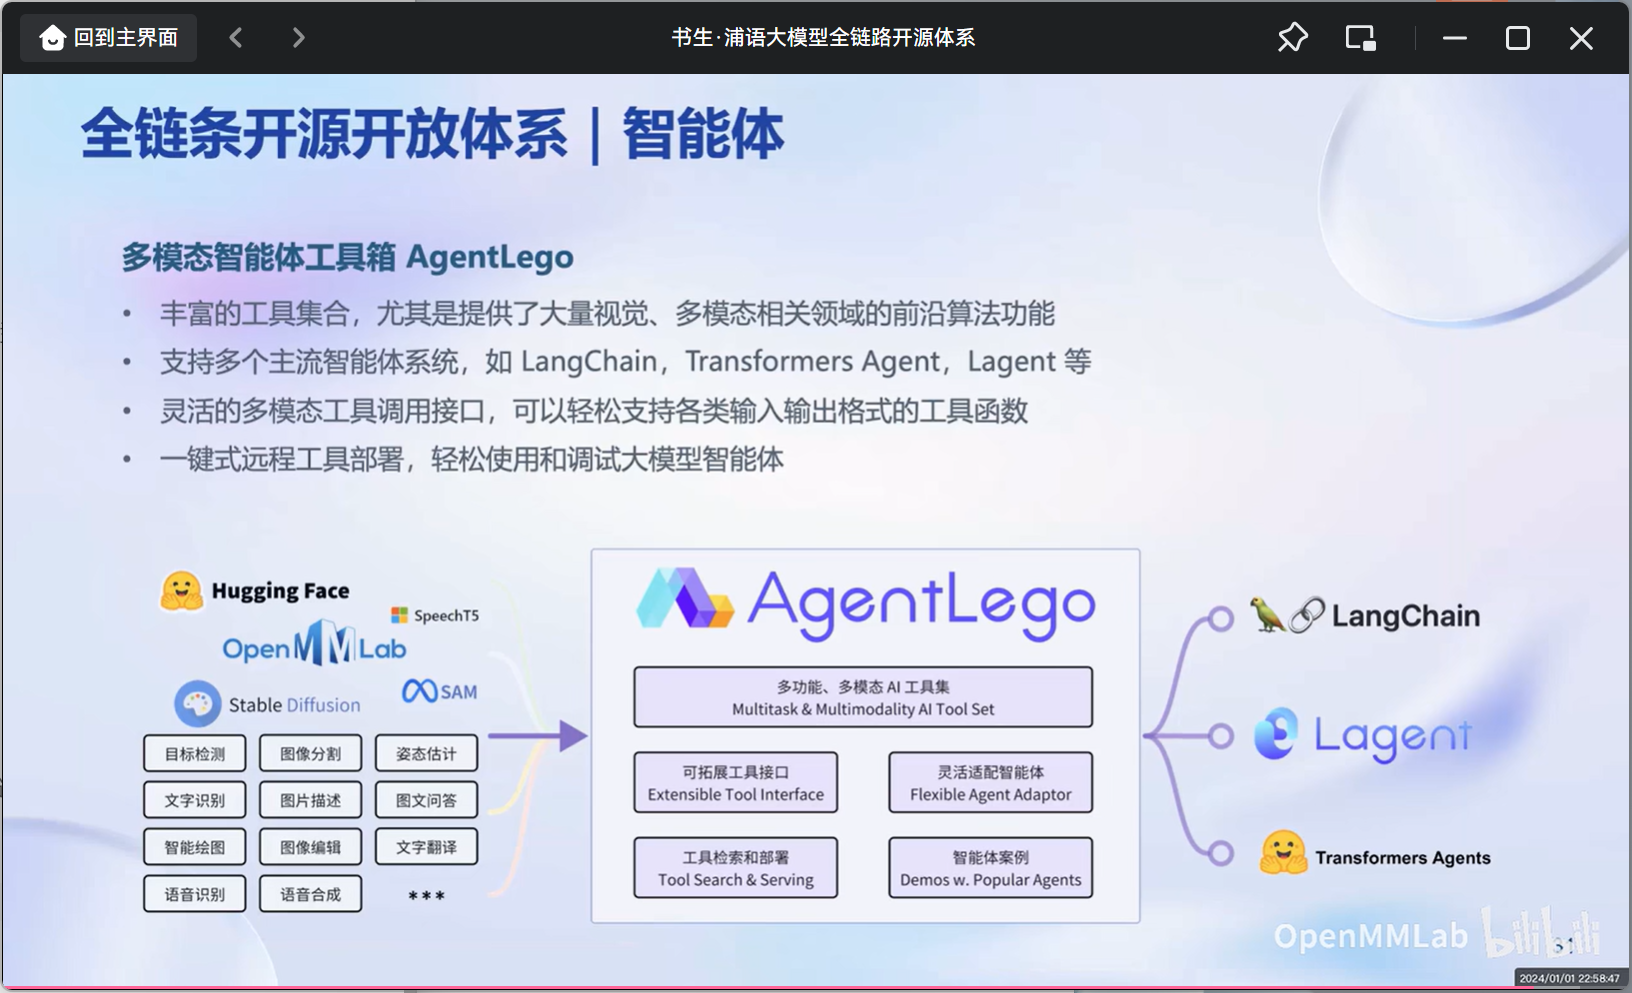 回到主界面
书生·浦语大模型全链路开源体系
全链条开源开放体系 | 智能体
多模态智能体工具箱 AgentLego
• 丰富的工具集合，尤其是提供了大量视觉、多模态相关领域的前沿算法功能
• 支持多个主流智能体系统，如 LangChain，Transformers Agent，Lagent 等
• 灵活的多模态工具调用接口，可以轻松支持各类输入输出格式的工具函数
• 一键式远程工具部署，轻松使用和调试大模型智能体
Hugging Face
SpeechT5
OpenMMLab
Stable Diffusion
SAM
目标检测 图像分割 姿态估计
文字识别 图片描述 图文问答
智能绘图 图像编辑 文字翻译
语音识别 语音合成 ***
AgentLego
多功能、多模态 AI 工具集
Multitask & Multimodality AI Tool Set
可拓展工具接口
Extensible Tool Interface
灵活适配智能体
Flexible Agent Adaptor
工具检索和部署
Tool Search & Serving
智能体案例
Demos w. Popular Agents
LangChain
Lagent
Transformers Agents
OpenMMLab bilibili
2024/01/01 22:58:47